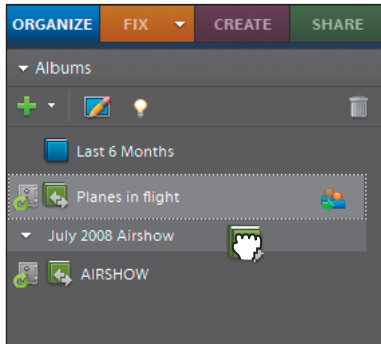 ORGANIZE FIX CREATE SHARE
Albums
Last 6 Months
Planes in flight
July 2008 Airshow
AIRSHOW